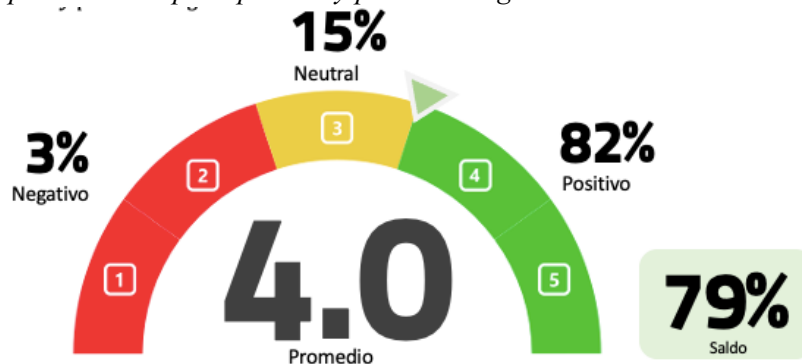 15%
Neutral
3%
Negativo
82%
Positivo
1
2
3
4
5
4.0
Promedio
79%
Saldo